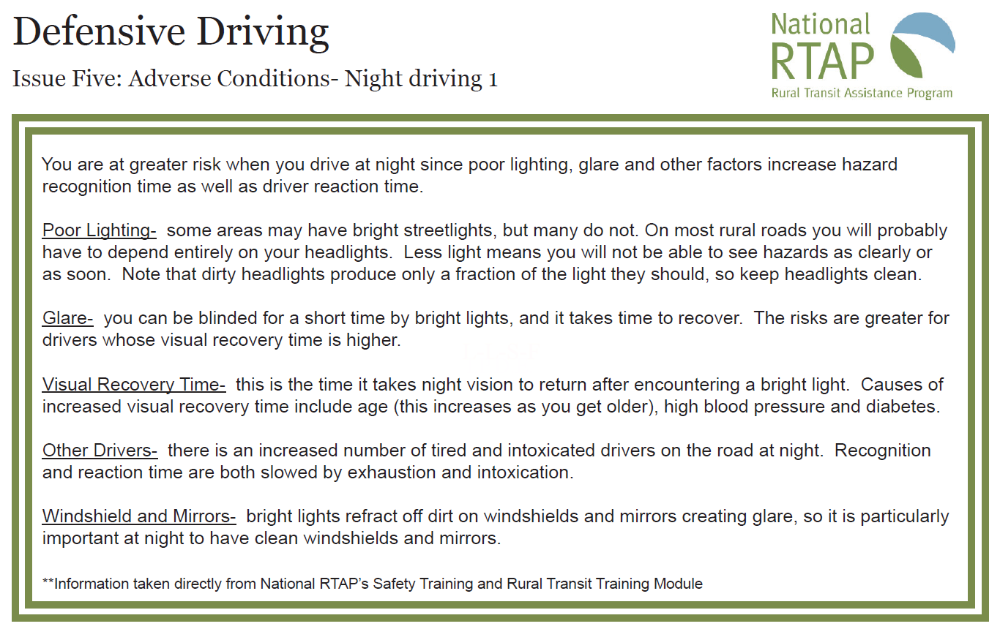 Defensive Driving
Issue Five: Adverse Conditions- Night driving 1
National
RTAP
Rural Transit Assistance Program
You are at greater risk when you drive at night since poor lighting, glare and other factors increase hazard
recognition time as well as driver reaction time.
Poor Lighting-  some areas may have bright streetlights, but many do not. On most rural roads you will probably
have to depend entirely on your headlights.  Less light means you will not be able to see hazards as clearly or
as soon.  Note that dirty headlights produce only a fraction of the light they should, so keep headlights clean.
Glare-  you can be blinded for a short time by bright lights, and it takes time to recover.  The risks are greater for
drivers whose visual recovery time is higher.
Visual Recovery Time-  this is the time it takes night vision to return after encountering a bright light.  Causes of
increased visual recovery time include age (this increases as you get older), high blood pressure and diabetes.
Other Drivers-  there is an increased number of tired and intoxicated drivers on the road at night.  Recognition
and reaction time are both slowed by exhaustion and intoxication.
Windshield and Mirrors-  bright lights refract off dirt on windshields and mirrors creating glare, so it is particularly
important at night to have clean windshields and mirrors.
**Information taken directly from National RTAP's Safety Training and Rural Transit Training Module